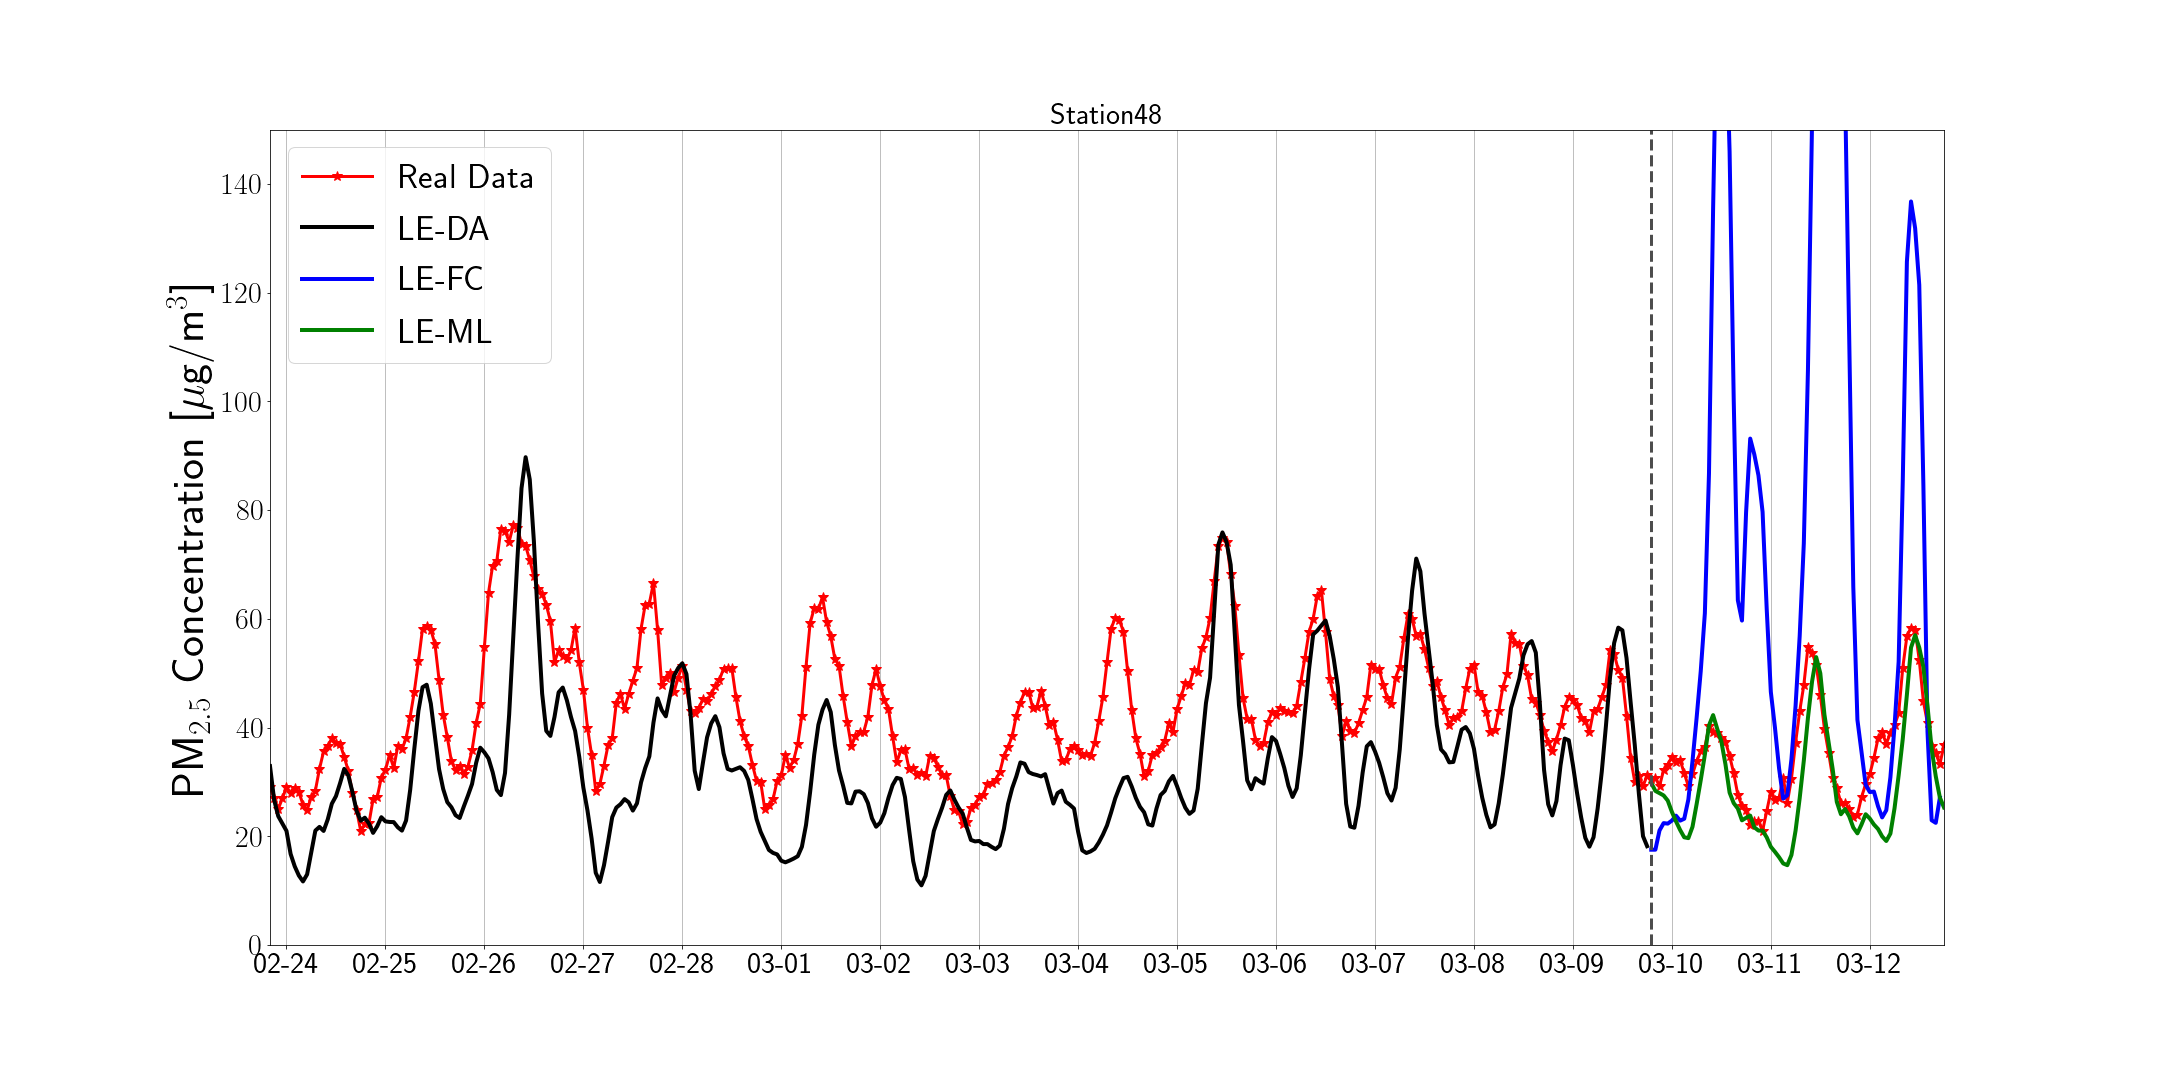 Station48
Real Data
LE-DA
LE-FC
LE-ML
PM2.5 Concentration [μg/m³]
140
120
100
80
60
40
20
0
02-24 02-25 02-26 02-27 02-28 03-01 03-02 03-03 03-04 03-05 03-06 03-07 03-08 03-09 03-10 03-11 03-12